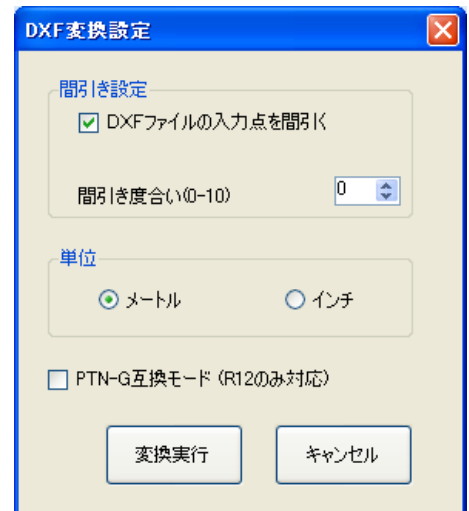 DXF変換設定
間引き設定
DXFファイルの入力点を間引く
間引き度合い(0-10)
0
単位
メートル
インチ
PTN-G互換モード (R12のみ対応)
変換実行
キャンセル